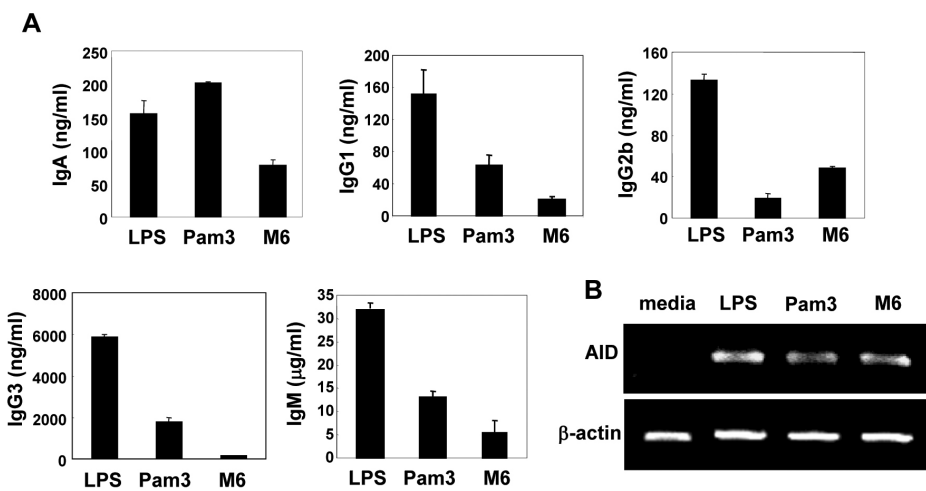 A
IgA (ng/ml)
250
200
150
100
50
0
LPS Pam3 M6
IgG1 (ng/ml)
200
160
120
80
40
0
LPS Pam3 M6
IgG2b (ng/ml)
160
120
80
40
0
LPS Pam3 M6
IgG3 (ng/ml)
8000
6000
4000
2000
0
LPS Pam3 M6
IgM (μg/ml)
35
30
25
20
15
10
5
0
LPS Pam3 M6
B
media LPS Pam3 M6
AID
β-actin